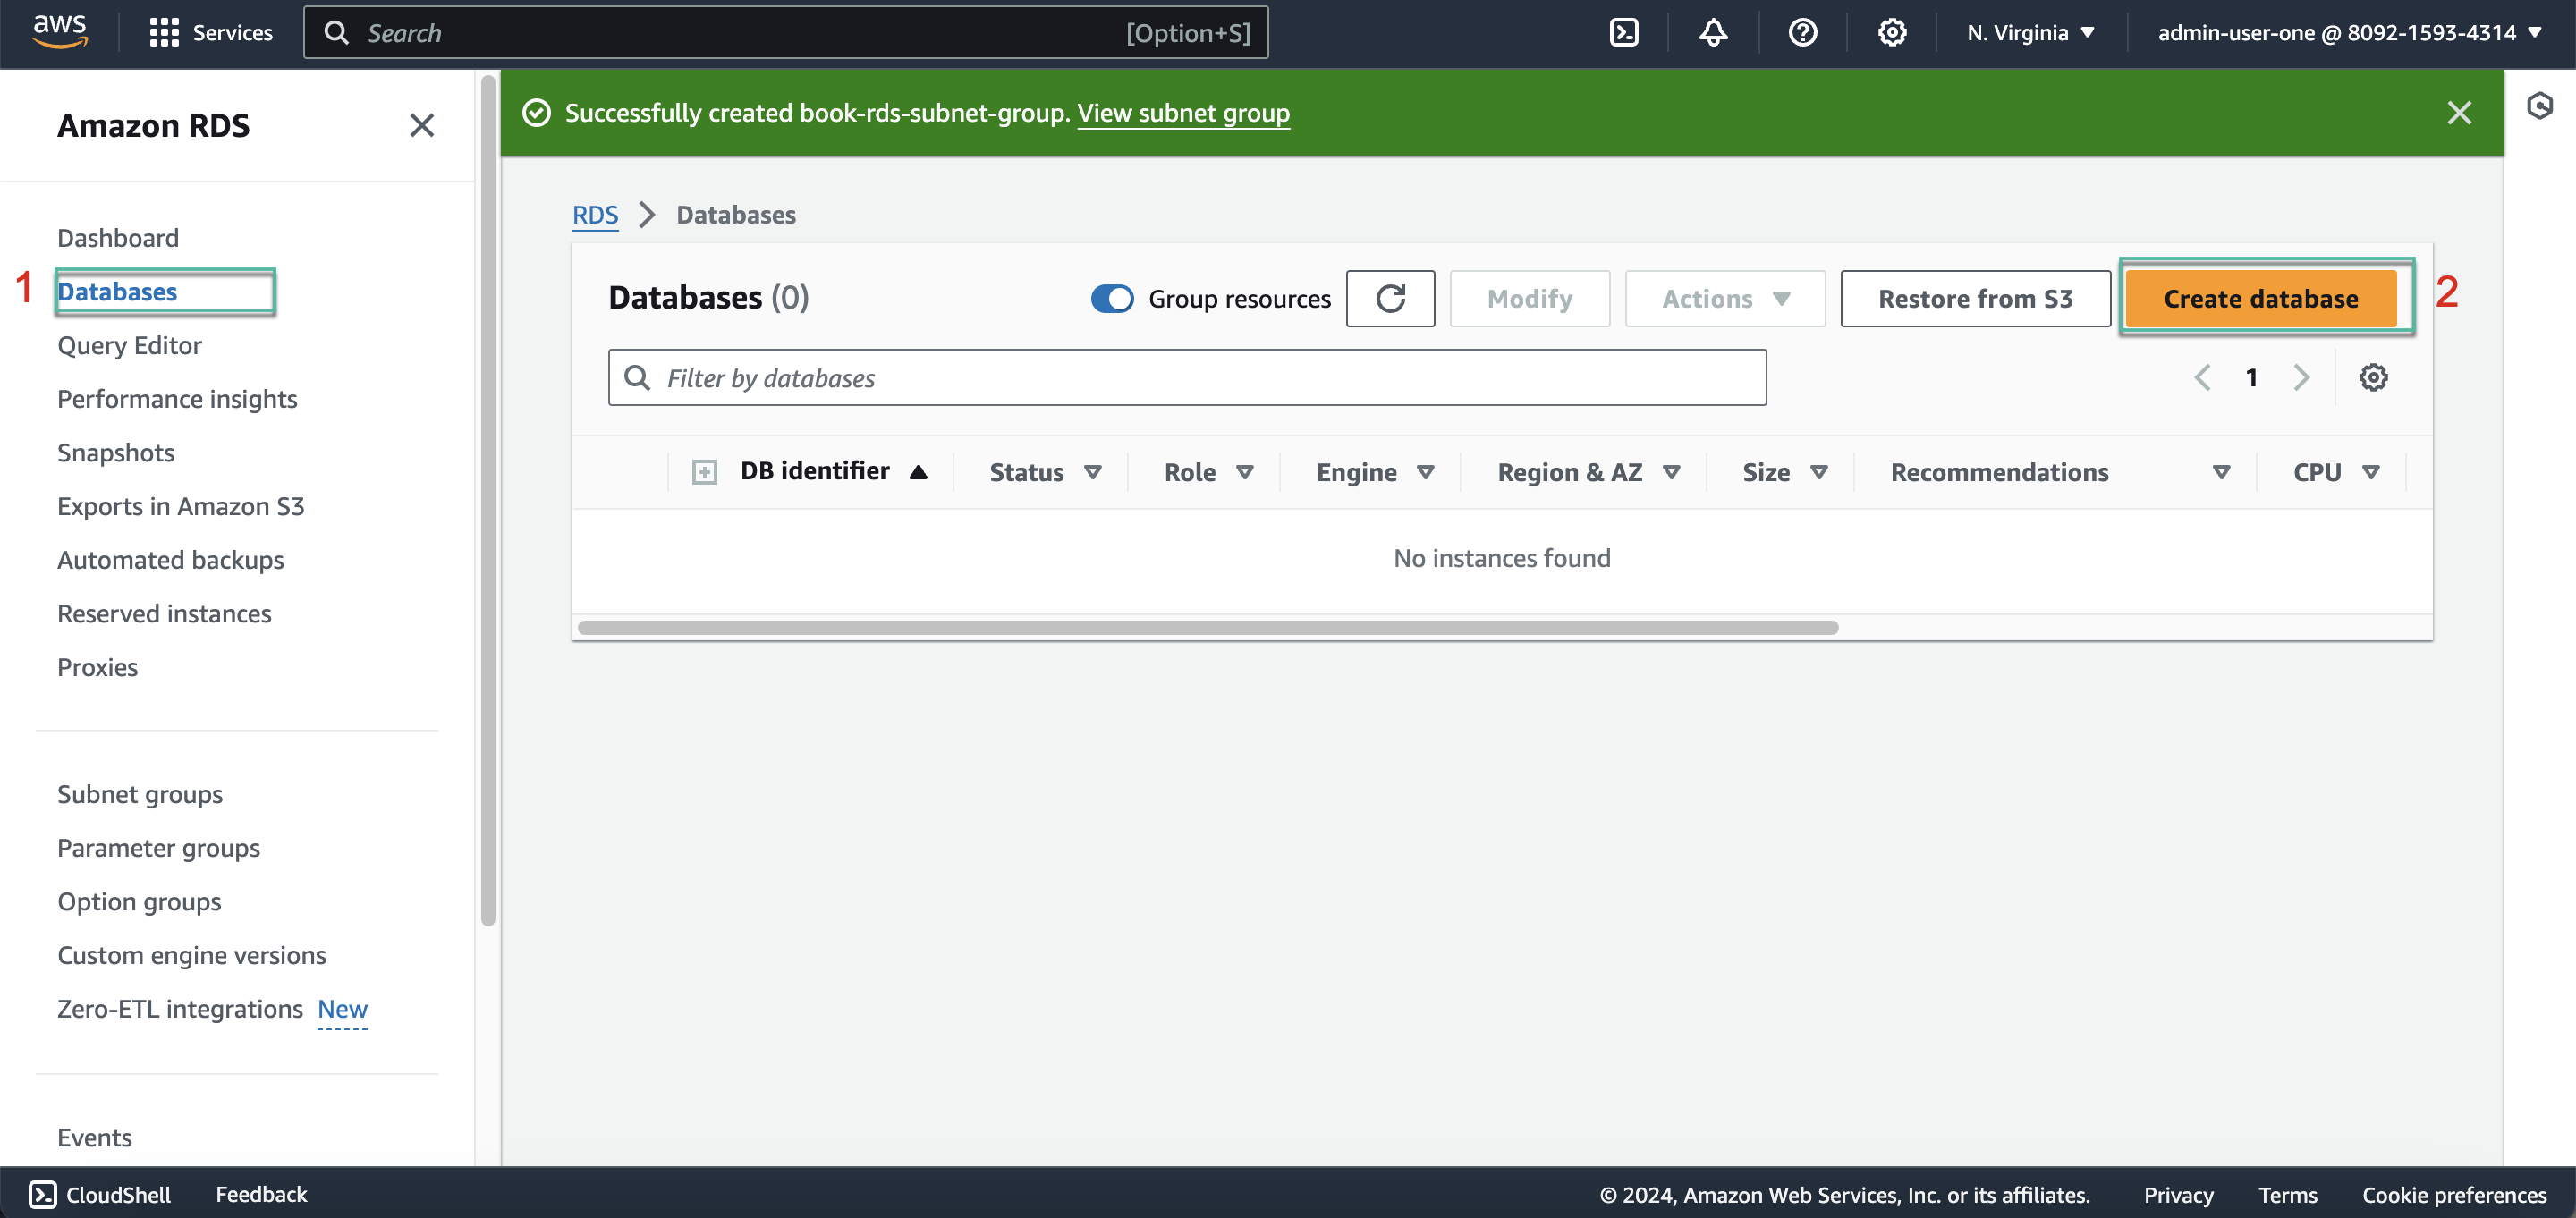 aws Services Search [Option+S] N. Virginia admin-user-one @ 8092-1593-4314
Amazon RDS
Successfully created book-rds-subnet-group. View subnet group
Dashboard
1 Databases
Query Editor
Performance insights
Snapshots
Exports in Amazon S3
Automated backups
Reserved instances
Proxies
Subnet groups
Parameter groups
Option groups
Custom engine versions
Zero-ETL integrations New
Events
RDS Databases
Databases (0) Group resources Modify Actions Restore from S3 Create database 2
Filter by databases 1
DB identifier Status Role Engine Region & AZ Size Recommendations CPU
No instances found
CloudShell Feedback © 2024, Amazon Web Services, Inc. or its affiliates. Privacy Terms Cookie preferences